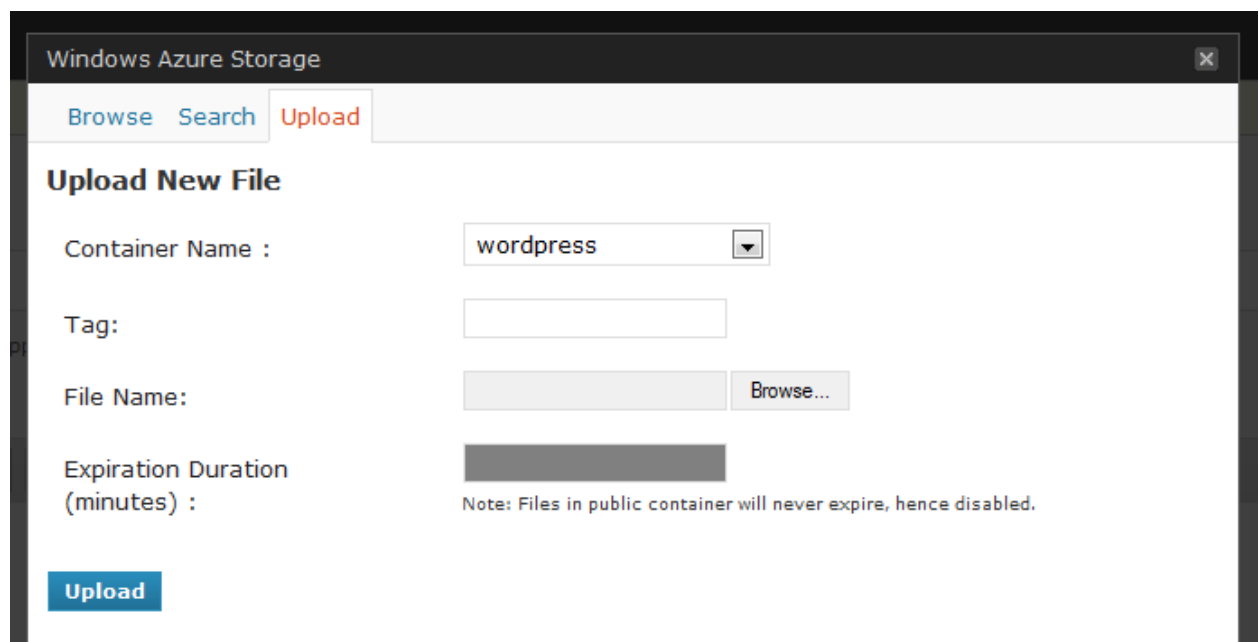 Windows Azure Storage
Browse Search Upload
Upload New File
Container Name : wordpress
Tag:
File Name: Browse...
Expiration Duration
(minutes) :
Note: Files in public container will never expire, hence disabled.
Upload